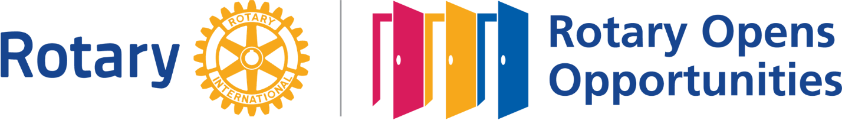 Rotary
ROTARY
INTERNATIONAL
Rotary Opens
Opportunities